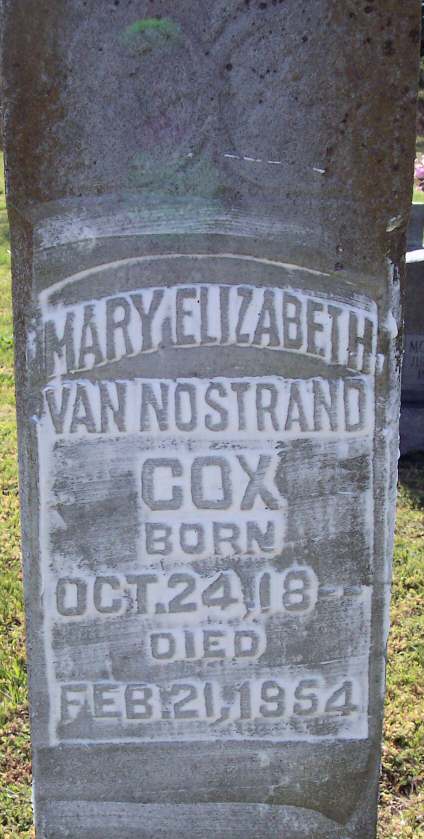 MARY. ELIZABETH
VAN NOSTRAND
COX
BORN
OCT. 24, 18--
DIED
FEB. 21, 1954